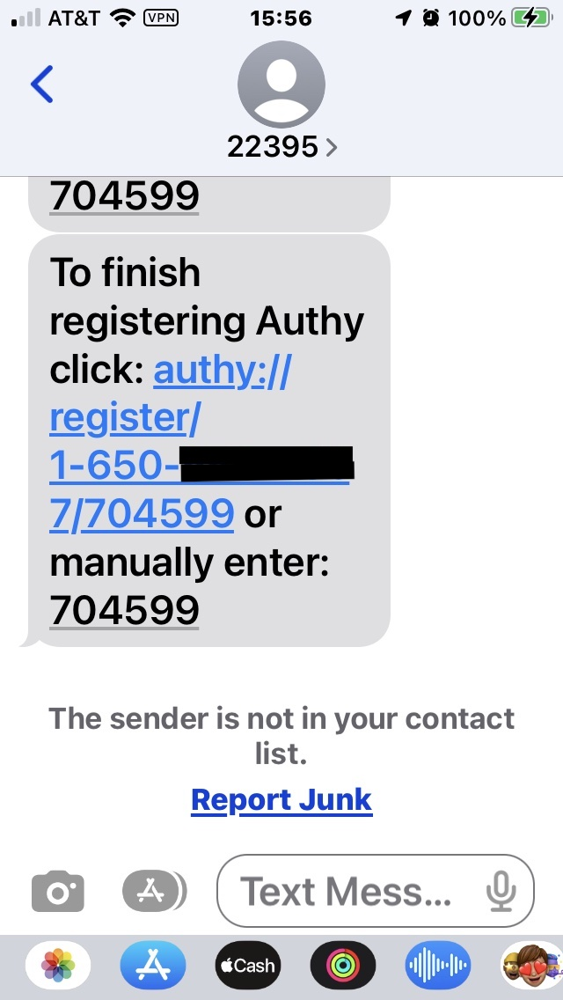 AT&T VPN 15:56 100%
22395
704599
To finish
registering Authy
click: authy://
register/
1-650-
7/704599 or
manually enter:
704599
The sender is not in your contact
list.
Report Junk
Text Mess...
Cash